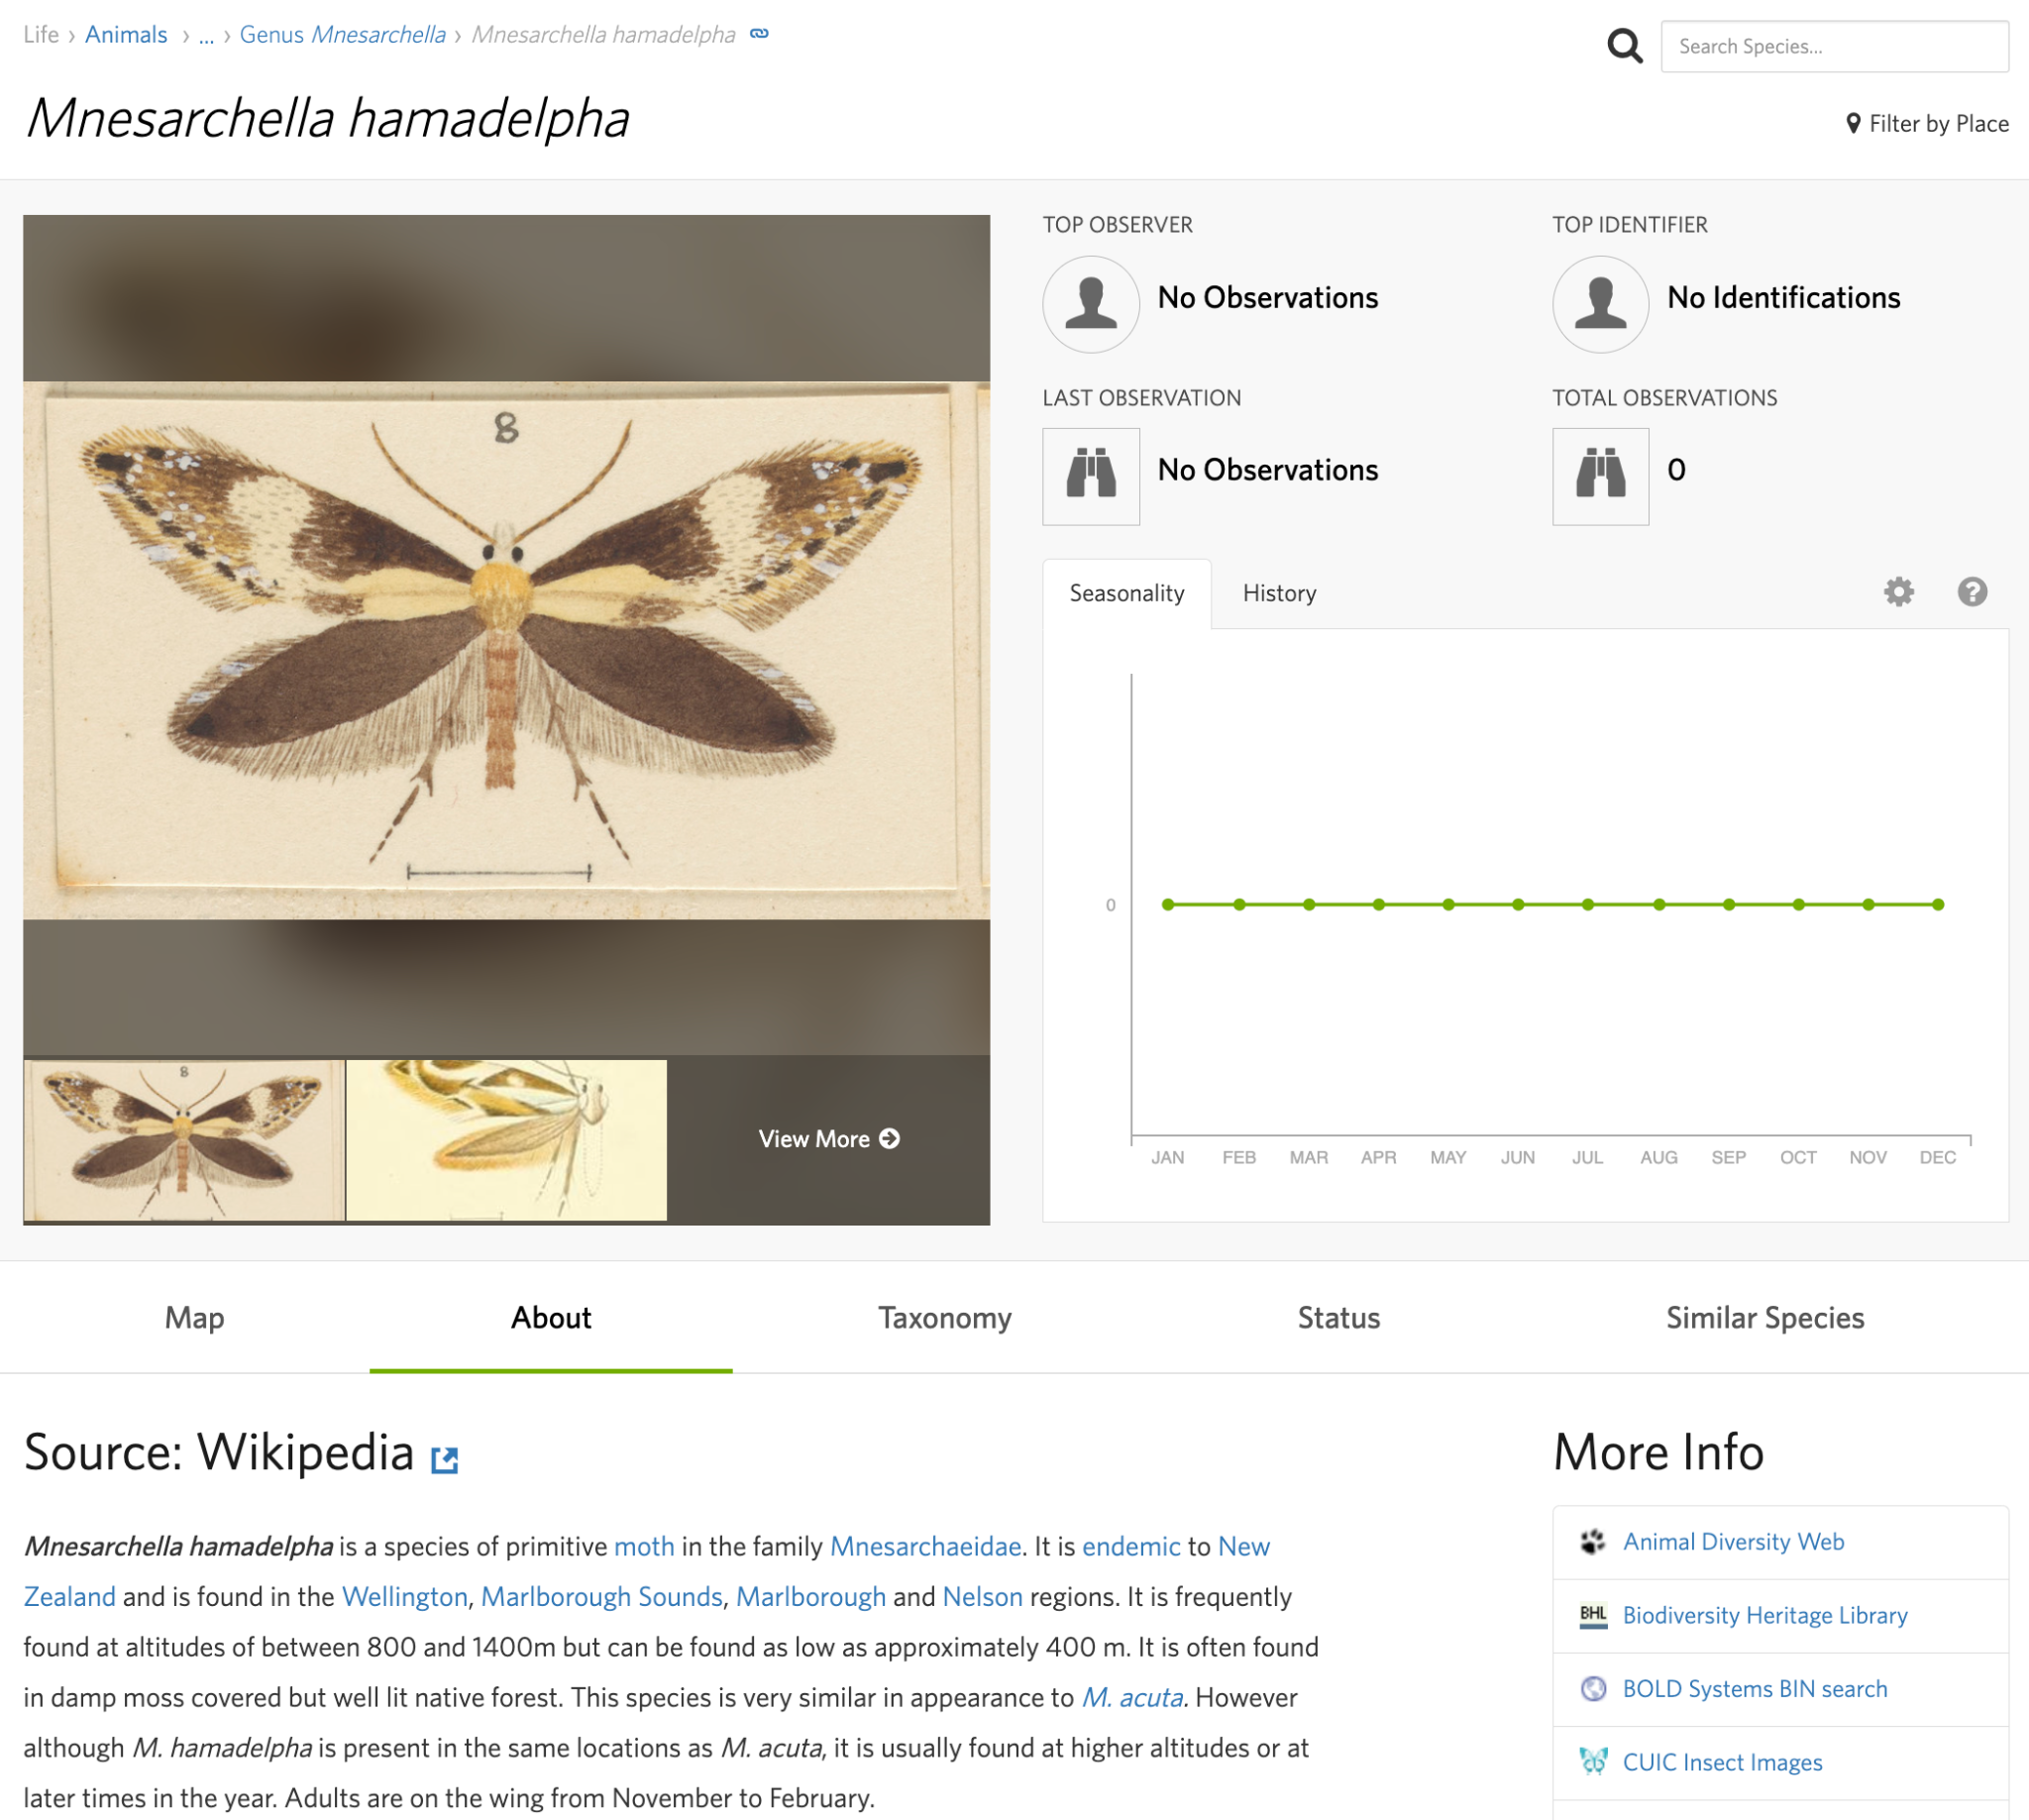 Life › Animals › ... › Genus Mnesarchella › Mnesarchella hamadelpha
Search Species...
Mnesarchella hamadelpha
Filter by Place
TOP OBSERVER
No Observations
TOP IDENTIFIER
No Identifications
LAST OBSERVATION
No Observations
TOTAL OBSERVATIONS
0
8
Seasonality
History
0
JAN FEB MAR APR MAY JUN JUL AUG SEP OCT NOV DEC
8
View More
Map
About
Taxonomy
Status
Similar Species
Source: Wikipedia
Mnesarchella hamadelpha is a species of primitive moth in the family Mnesarchaeidae. It is endemic to New
Zealand and is found in the Wellington, Marlborough Sounds, Marlborough and Nelson regions. It is frequently
found at altitudes of between 800 and 1400m but can be found as low as approximately 400 m. It is often found
in damp moss covered but well lit native forest. This species is very similar in appearance to M. acuta. However
although M. hamadelpha is present in the same locations as M. acuta, it is usually found at higher altitudes or at
later times in the year. Adults are on the wing from November to February.
More Info
Animal Diversity Web
BHL Biodiversity Heritage Library
BOLD Systems BIN search
CUIC Insect Images